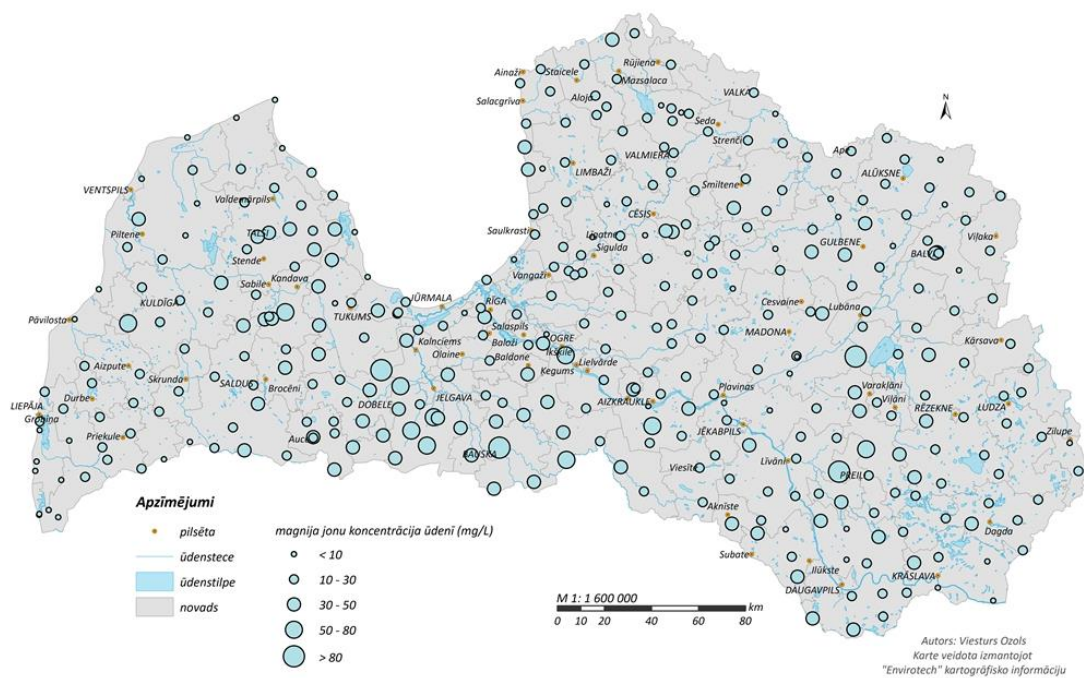 N
Rūjiena
Ainaži
Staicele
Mazsalaca
Salacgrīva
Aloja
VALKA
Seda
Strenči
Ape
VALMIERA
LIMBAŽI
ALŪKSNE
Smiltene
VENTSPILS
Valdemārpils
CĒSIS
Piltene
TALSI
Saulkrasti
Līgatne
Viļaka
Sigulda
GULBENE
BALVI
Stende
Vangaži
Sabile
Kandava
KULDĪGA
JŪRMALA
RĪGA
Cesvaine
Lubāna
Pāvilosta
TUKUMS
Salaspils
MADONA
Kalnciems
Baloži
OGRE
Kārsava
Olaine
Ikšķile
Baldone
Lielvārde
Aizpute
Ķegums
Skrunda
SALDUS
Brocēni
Varakļāni
Durbe
JELGAVA
Pļaviņas
Viļāni
LIEPĀJA
DOBELE
AIZKRAUKLE
RĒZEKNE
LUDZA
Grobiņa
Priekule
Auce
JĒKABPILS
Zilupe
BAUSKA
Viesīte
Līvāni
PREIĻI
Aknīste
Dagda
Subate
Ilūkste
KRĀSLAVA
DAUGAVPILS
Apzīmējumi
pilsēta
ūdenstece
ūdenstilpe
novads
magnija jonu koncentrācija ūdenī (mg/L)
< 10
10 - 30
30 - 50
50 - 80
> 80
M 1: 1 600 000
km
0 10 20 40 60 80
Autors: Viesturs Ozols
Karte veidota izmantojot
"Envirotech" kartogrāfisko informāciju